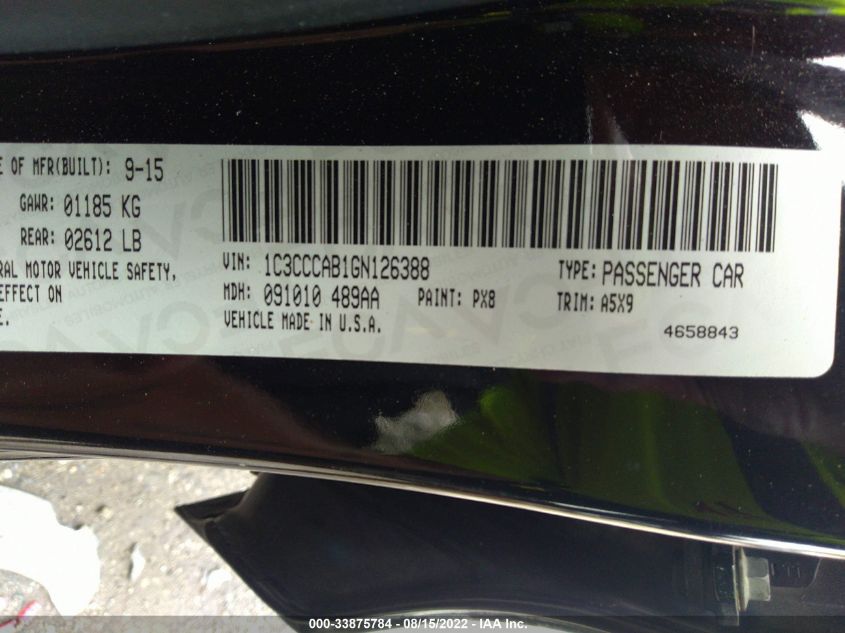 E OF MFR(BUILT): 9-15
GAWR: 01185 KG
REAR: 02612 LB
RAL MOTOR VEHICLE SAFETY,
EFFECT ON
E.
VIN: 1C3CCCAB1GN126388 TYPE: PASSENGER CAR
MDH: 091010 489AA PAINT: PX8 TRIM: A5X9
VEHICLE MADE IN U.S.A.
4658843
000-33875784 - 08/15/2022 - IAA Inc.